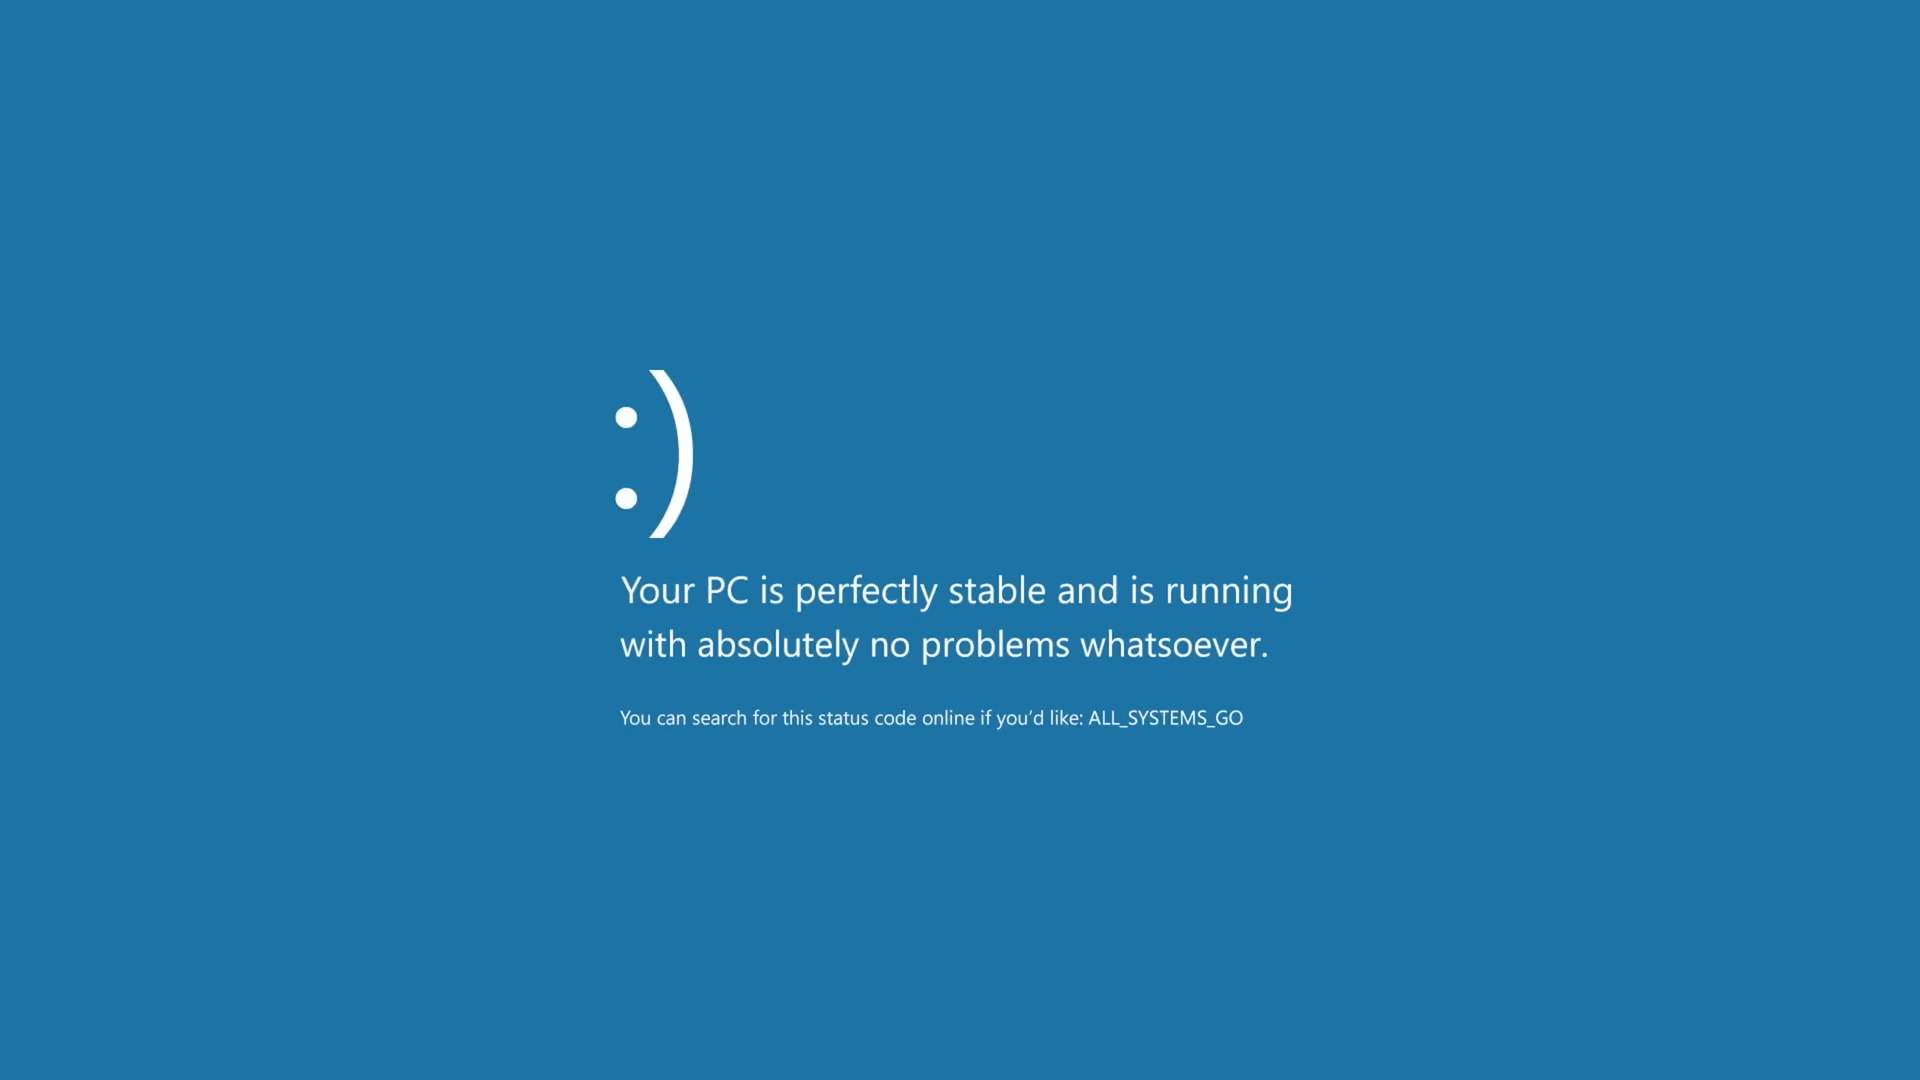 :)
Your PC is perfectly stable and is running
with absolutely no problems whatsoever.
You can search for this status code online if you’d like: ALL_SYSTEMS_GO